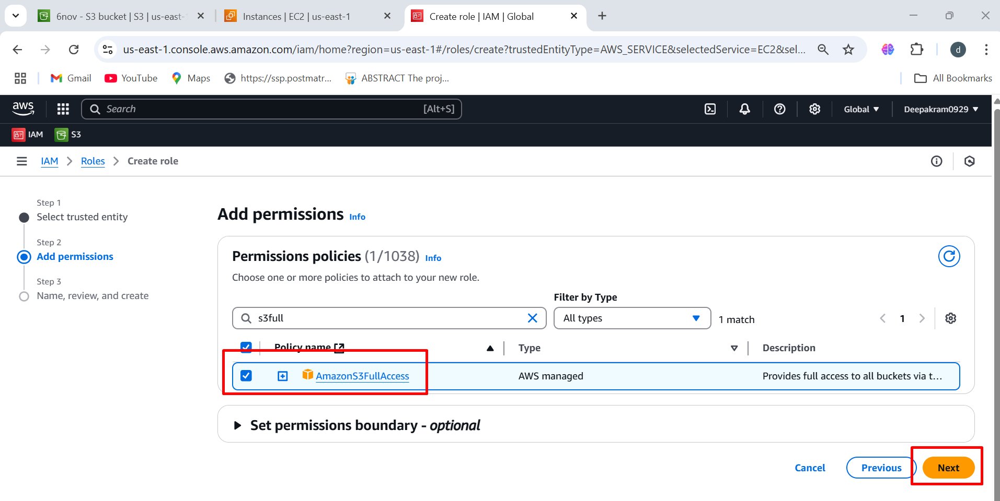 6nov - S3 bucket | S3 | us-east-1
Instances | EC2 | us-east-1
Create role | IAM | Global
us-east-1.console.aws.amazon.com/iam/home?region=us-east-1#/roles/create?trustedEntityType=AWS_SERVICE&selectedService=EC2&sel...
d
Gmail
YouTube
Maps
https://ssp.postmatr...
ABSTRACT The proj...
All Bookmarks
aws
Search
[Alt+S]
Global
Deepakram0929
IAM
S3
IAM
Roles
Create role
Step 1
Select trusted entity
Step 2
Add permissions
Step 3
Name, review, and create
Add permissions Info
Permissions policies (1/1038) Info
Choose one or more policies to attach to your new role.
Filter by Type
s3full
All types
1 match
1
Policy name
Type
Description
AmazonS3FullAccess
AWS managed
Provides full access to all buckets via t...
Set permissions boundary - optional
Cancel
Previous
Next